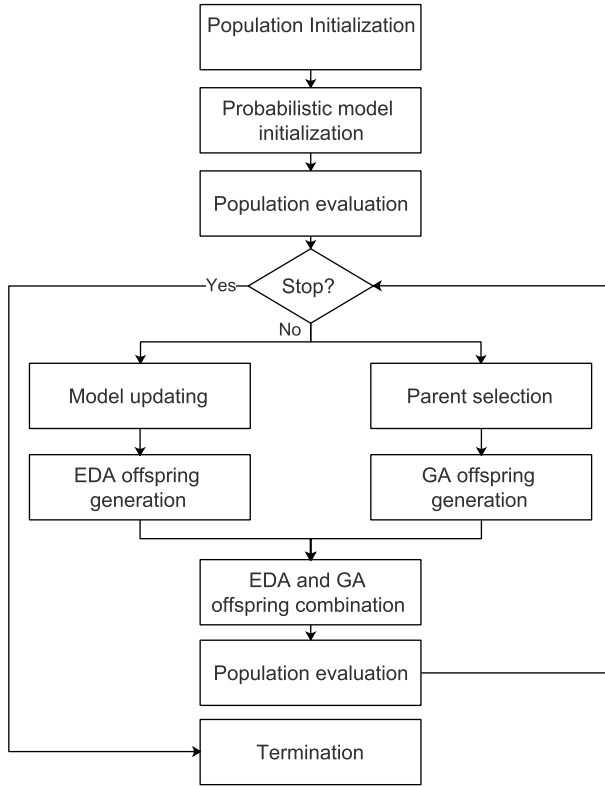 Population Initialization
Probabilistic model
initialization
Population evaluation
Yes
Stop?
No
Model updating
Parent selection
EDA offspring
generation
GA offspring
generation
EDA and GA
offspring combination
Population evaluation
Termination